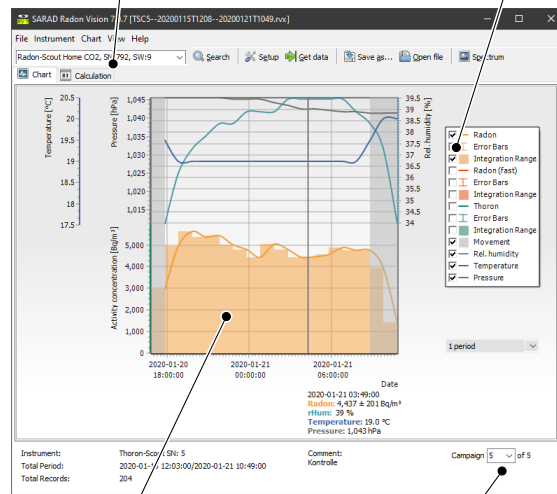 SARAD Radon Vision 7.0.7 [TSC5--20200115T1208--20200121T1049.rvx]
File Instrument Chart View Help
Radon-Scout Home CO2, SN:792, SW:9 Search Setup Get data Save as... Open file Spectrum
Chart Calculation
Temperature [°C]
20.5
20
19.5
19
18.5
18
17.5
Pressure [hPa]
1,045
1,040
1,035
1,030
1,025
1,020
1,015
Activity concentration [Bq/m³]
5,000
4,000
3,000
2,000
1,000
0
39.5
39
38.5
38
37.5
37
36.5
36
35.5
35
34.5
34
Rel. humidity [%]
Radon
Error Bars
Integration Range
Radon (fast)
Error Bars
Integration Range
Thoron
Error Bars
Integration Range
Movement
Rel. humidity
Temperature
Pressure
1 period
2020-01-20 2020-01-21 2020-01-21
18:00:00 00:00:00 06:00:00
Date
2020-01-21 03:49:00
Radon: 4,437 ± 201 Bq/m³
rHum: 39 %
Temperature: 19.0 °C
Pressure: 1,043 hPa
Instrument: Thoron-Scout SN: 5 Comment: Campaign 5 of 5
Total Period: 2020-01-15 12:03:00/2020-01-21 10:49:00 Kontrolle
Total Records: 204